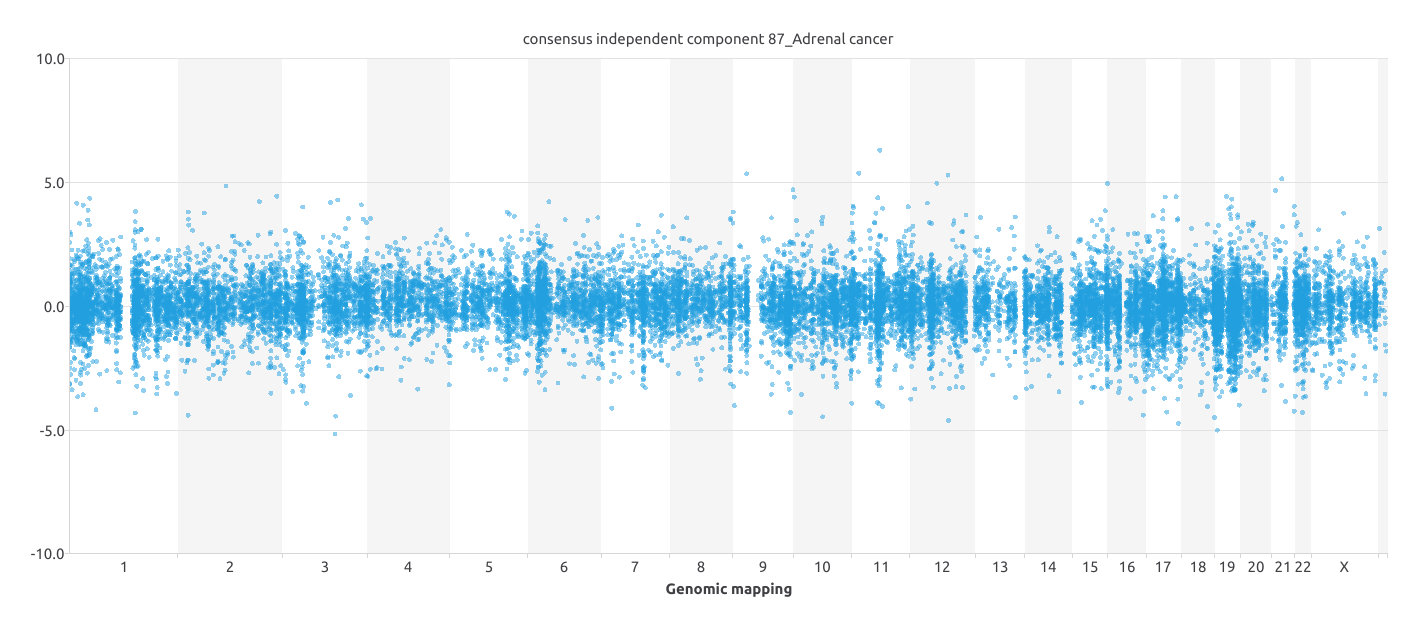 consensus independent component 87_Adrenal cancer
10.0
5.0
0.0
-5.0
-10.0
1 2 3 4 5 6 7 8 9 10 11 12 13 14 15 16 17 18 19 20 21 22 X
Genomic mapping